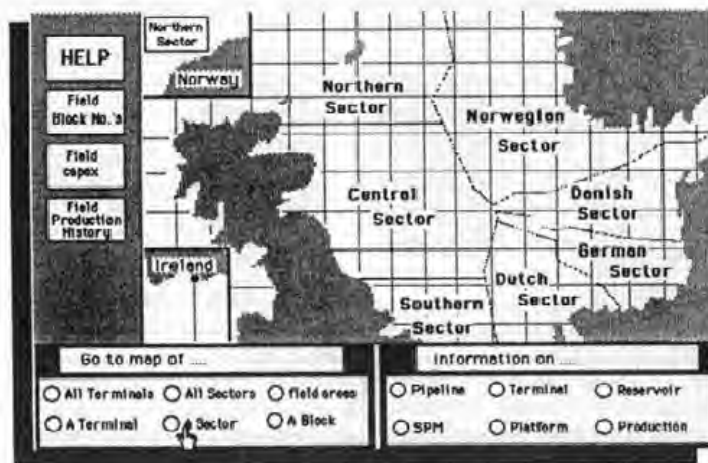 HELP
Field
Block No.'s
Field
capex
Field
Production
History
Northern
Sector
Norway
Ireland
Northern
Sector
Norwegian
Sector
Central
Sector
Danish
Sector
German
Sector
Dutch
Sector
Southern
Sector
Go to map of ....
All Terminals
All Sectors
field areas
A Terminal
A Sector
A Block
Information on ....
Pipeline
Terminal
Reservoir
SPM
Platform
Production